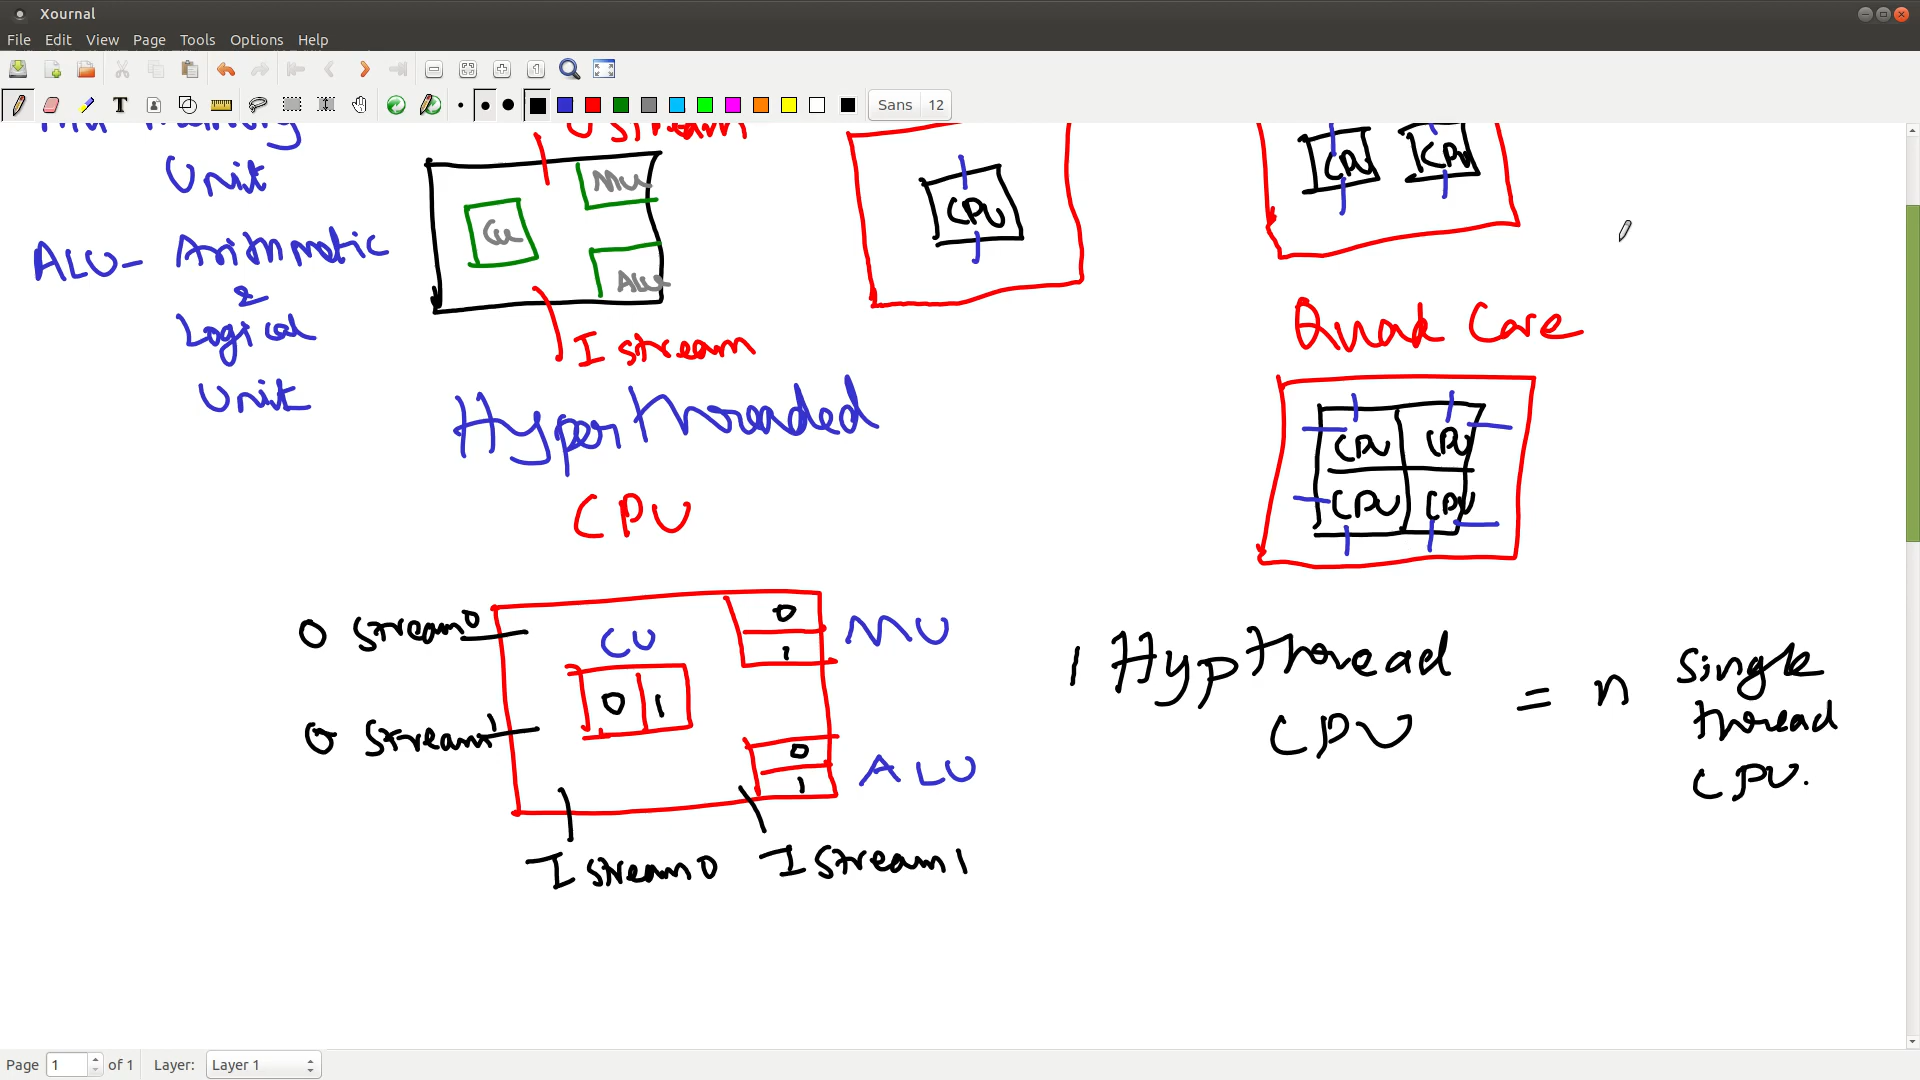 Xournal
File Edit View Page Tools Options Help
Sans 12
Unit
ALU- Arithmatic
&
Logical
Unit
O stream
MU
CU
ALU
I stream
CPU
CPU CPU
Quad Core
CPU CPU
CPU CPU
Hyperthreaded
CPU
O Stream0
O Stream1
CU
0 1
0
1
MU
0
1
ALU
I stream0 I Stream1
1 Hypthread
CPU
= n Single
thread
CPU.
Page 1 of 1 Layer: Layer 1